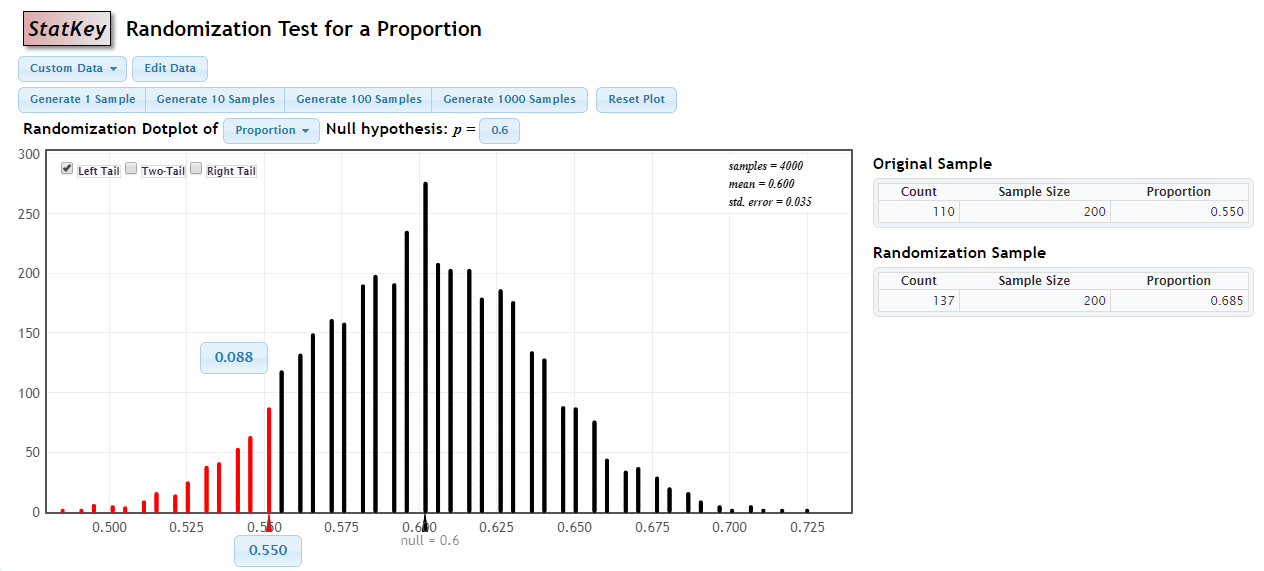 StatKey Randomization Test for a Proportion
Custom Data Edit Data
Generate 1 Sample Generate 10 Samples Generate 100 Samples Generate 1000 Samples Reset Plot
Randomization Dotplot of Proportion Null hypothesis: p = 0.6
Left Tail Two-Tail Right Tail
samples = 4000
mean = 0.600
std. error = 0.035
300
250
200
150
100
50
0
0.088
0.500 0.525 0.550 0.575 0.600 0.625 0.650 0.675 0.700 0.725
null = 0.6
0.550
Original Sample
Count Sample Size Proportion
110 200 0.550
Randomization Sample
Count Sample Size Proportion
137 200 0.685